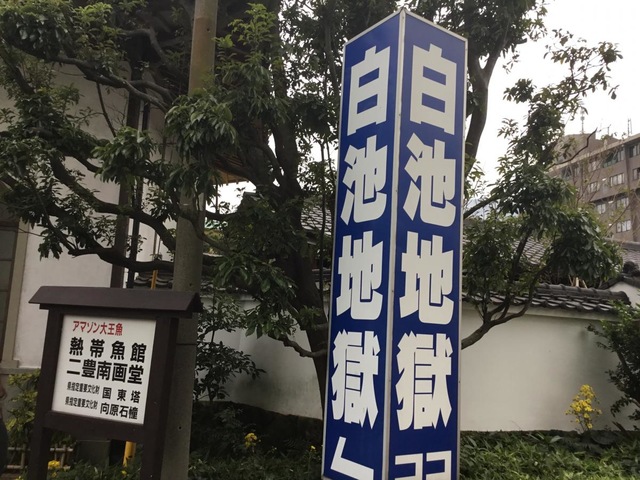 アマゾン大王魚
熱帯魚館
二豊南画堂
県指定重要文化財 国東塔
県指定重要文化財 向原石幢
白池地獄
白池地獄